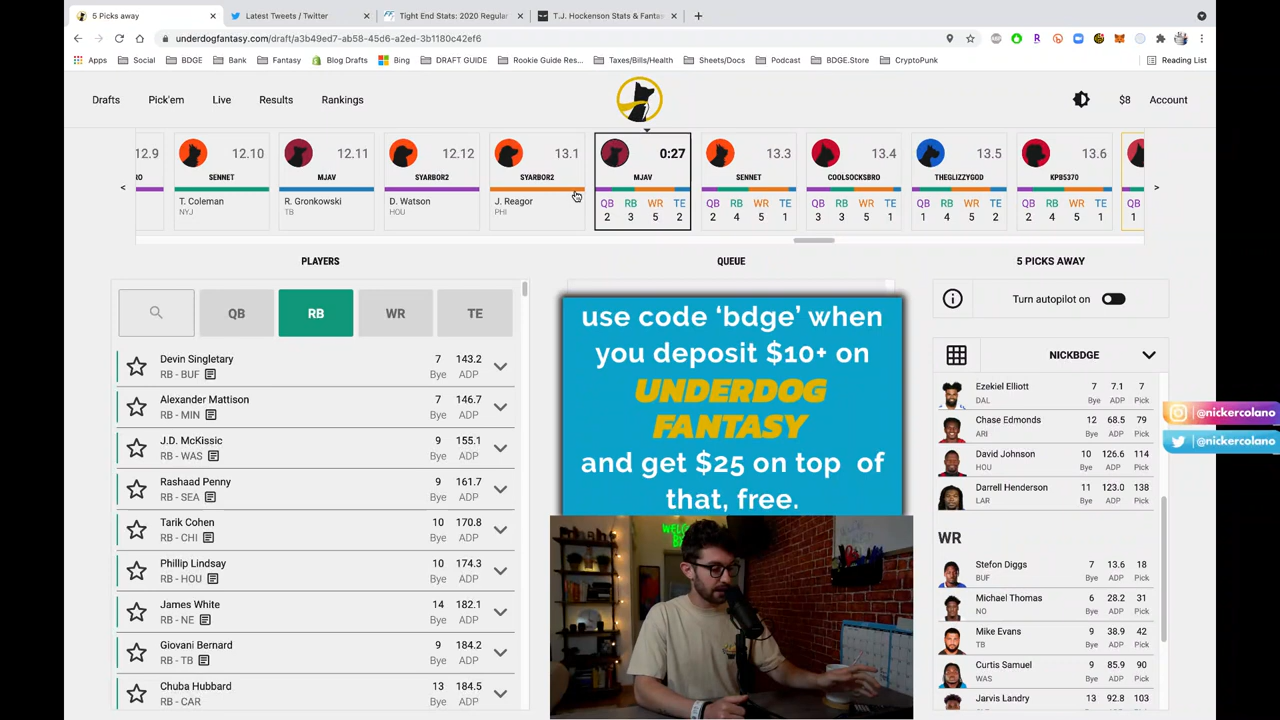 5 Picks away
Latest Tweets / Twitter
Tight End Stats: 2020 Regular
T.J. Hockenson Stats & Fantas
underdogfantasy.com/draft/a3b49ed7-ab58-45d6-a2ed-3b1180c42ef6
Apps Social BDGE Bank Fantasy Blog Drafts Bing DRAFT GUIDE Rookie Guide Res... Taxes/Bills/Health Sheets/Docs Podcast BDGE.Store CryptoPunk Reading List
Drafts Pick'em Live Results Rankings $8 Account
12.9 12.10 12.11 12.12 13.1 0:27 13.3 13.4 13.5 13.6
RO SENNET MJAV SYARBOR2 SYARBOR2 MJAV SENNET COOLSOCKSBRO THEGLIZZYGOD KPB5370
T. Coleman R. Gronkowski D. Watson J. Reagor QB RB WR TE QB RB WR TE QB RB WR TE QB RB WR TE QB RB WR TE QB
NYJ TB HOU PHI 2 3 5 2 2 4 5 1 3 3 5 1 1 4 5 2 1 4 6 1 1
PLAYERS
QUEUE
5 PICKS AWAY
QB RB WR TE
Devin Singletary 7 143.2
RB - BUF Bye ADP
Alexander Mattison 7 146.7
RB - MIN Bye ADP
J.D. McKissic 9 155.1
RB - WAS Bye ADP
Rashaad Penny 9 161.7
RB - SEA Bye ADP
Tarik Cohen 10 170.8
RB - CHI Bye ADP
Phillip Lindsay 10 174.3
RB - HOU Bye ADP
James White 14 182.1
RB - NE Bye ADP
Giovani Bernard 9 184.2
RB - TB Bye ADP
Chuba Hubbard 13 184.5
RB - CAR Bye ADP
use code 'bdge' when
you deposit $10+ on
UNDERDOG
FANTASY
and get $25 on top of
that, free.
WELC
Turn autopilot on
NICKBDGE
Ezekiel Elliott 7 7.1 7
DAL Bye ADP Pick
Chase Edmonds 12 68.5 79
ARI Bye ADP Pick
David Johnson 10 126.6 114
HOU Bye ADP Pick
Darrell Henderson 11 123.0 138
LAR Bye ADP Pick
WR
Stefon Diggs 7 13.6 18
BUF Bye ADP Pick
Michael Thomas 6 28.2 31
NO Bye ADP Pick
Mike Evans 9 38.9 42
TB Bye ADP Pick
Curtis Samuel 9 85.9 90
WAS Bye ADP Pick
Jarvis Landry 13 92.8 103
@nickercolano
@nickercolano